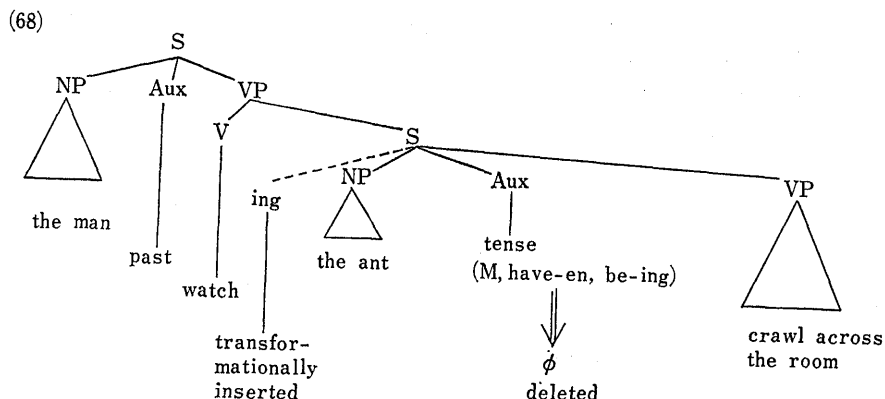 (68)
S
NP Aux VP
V S
ing NP Aux VP
the man
past
watch
the ant
tense
(M, have-en, be-ing)
transfor-
mationally
inserted
ϕ
deleted
crawl across
the room